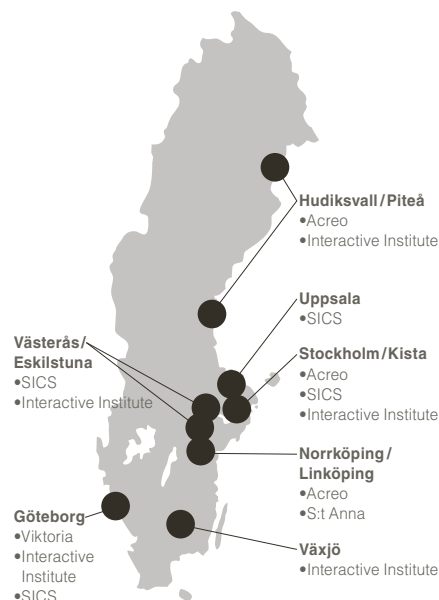 Hudiksvall/Piteå
•Acreo
•Interactive Institute
Uppsala
•SICS
Stockholm/Kista
•Acreo
•SICS
•Interactive Institute
Västerås/
Eskilstuna
•SICS
•Interactive Institute
Norrköping/
Linköping
•Acreo
•S:t Anna
Göteborg
•Viktoria
•Interactive
Institute
•SICS
Växjö
•Interactive Institute